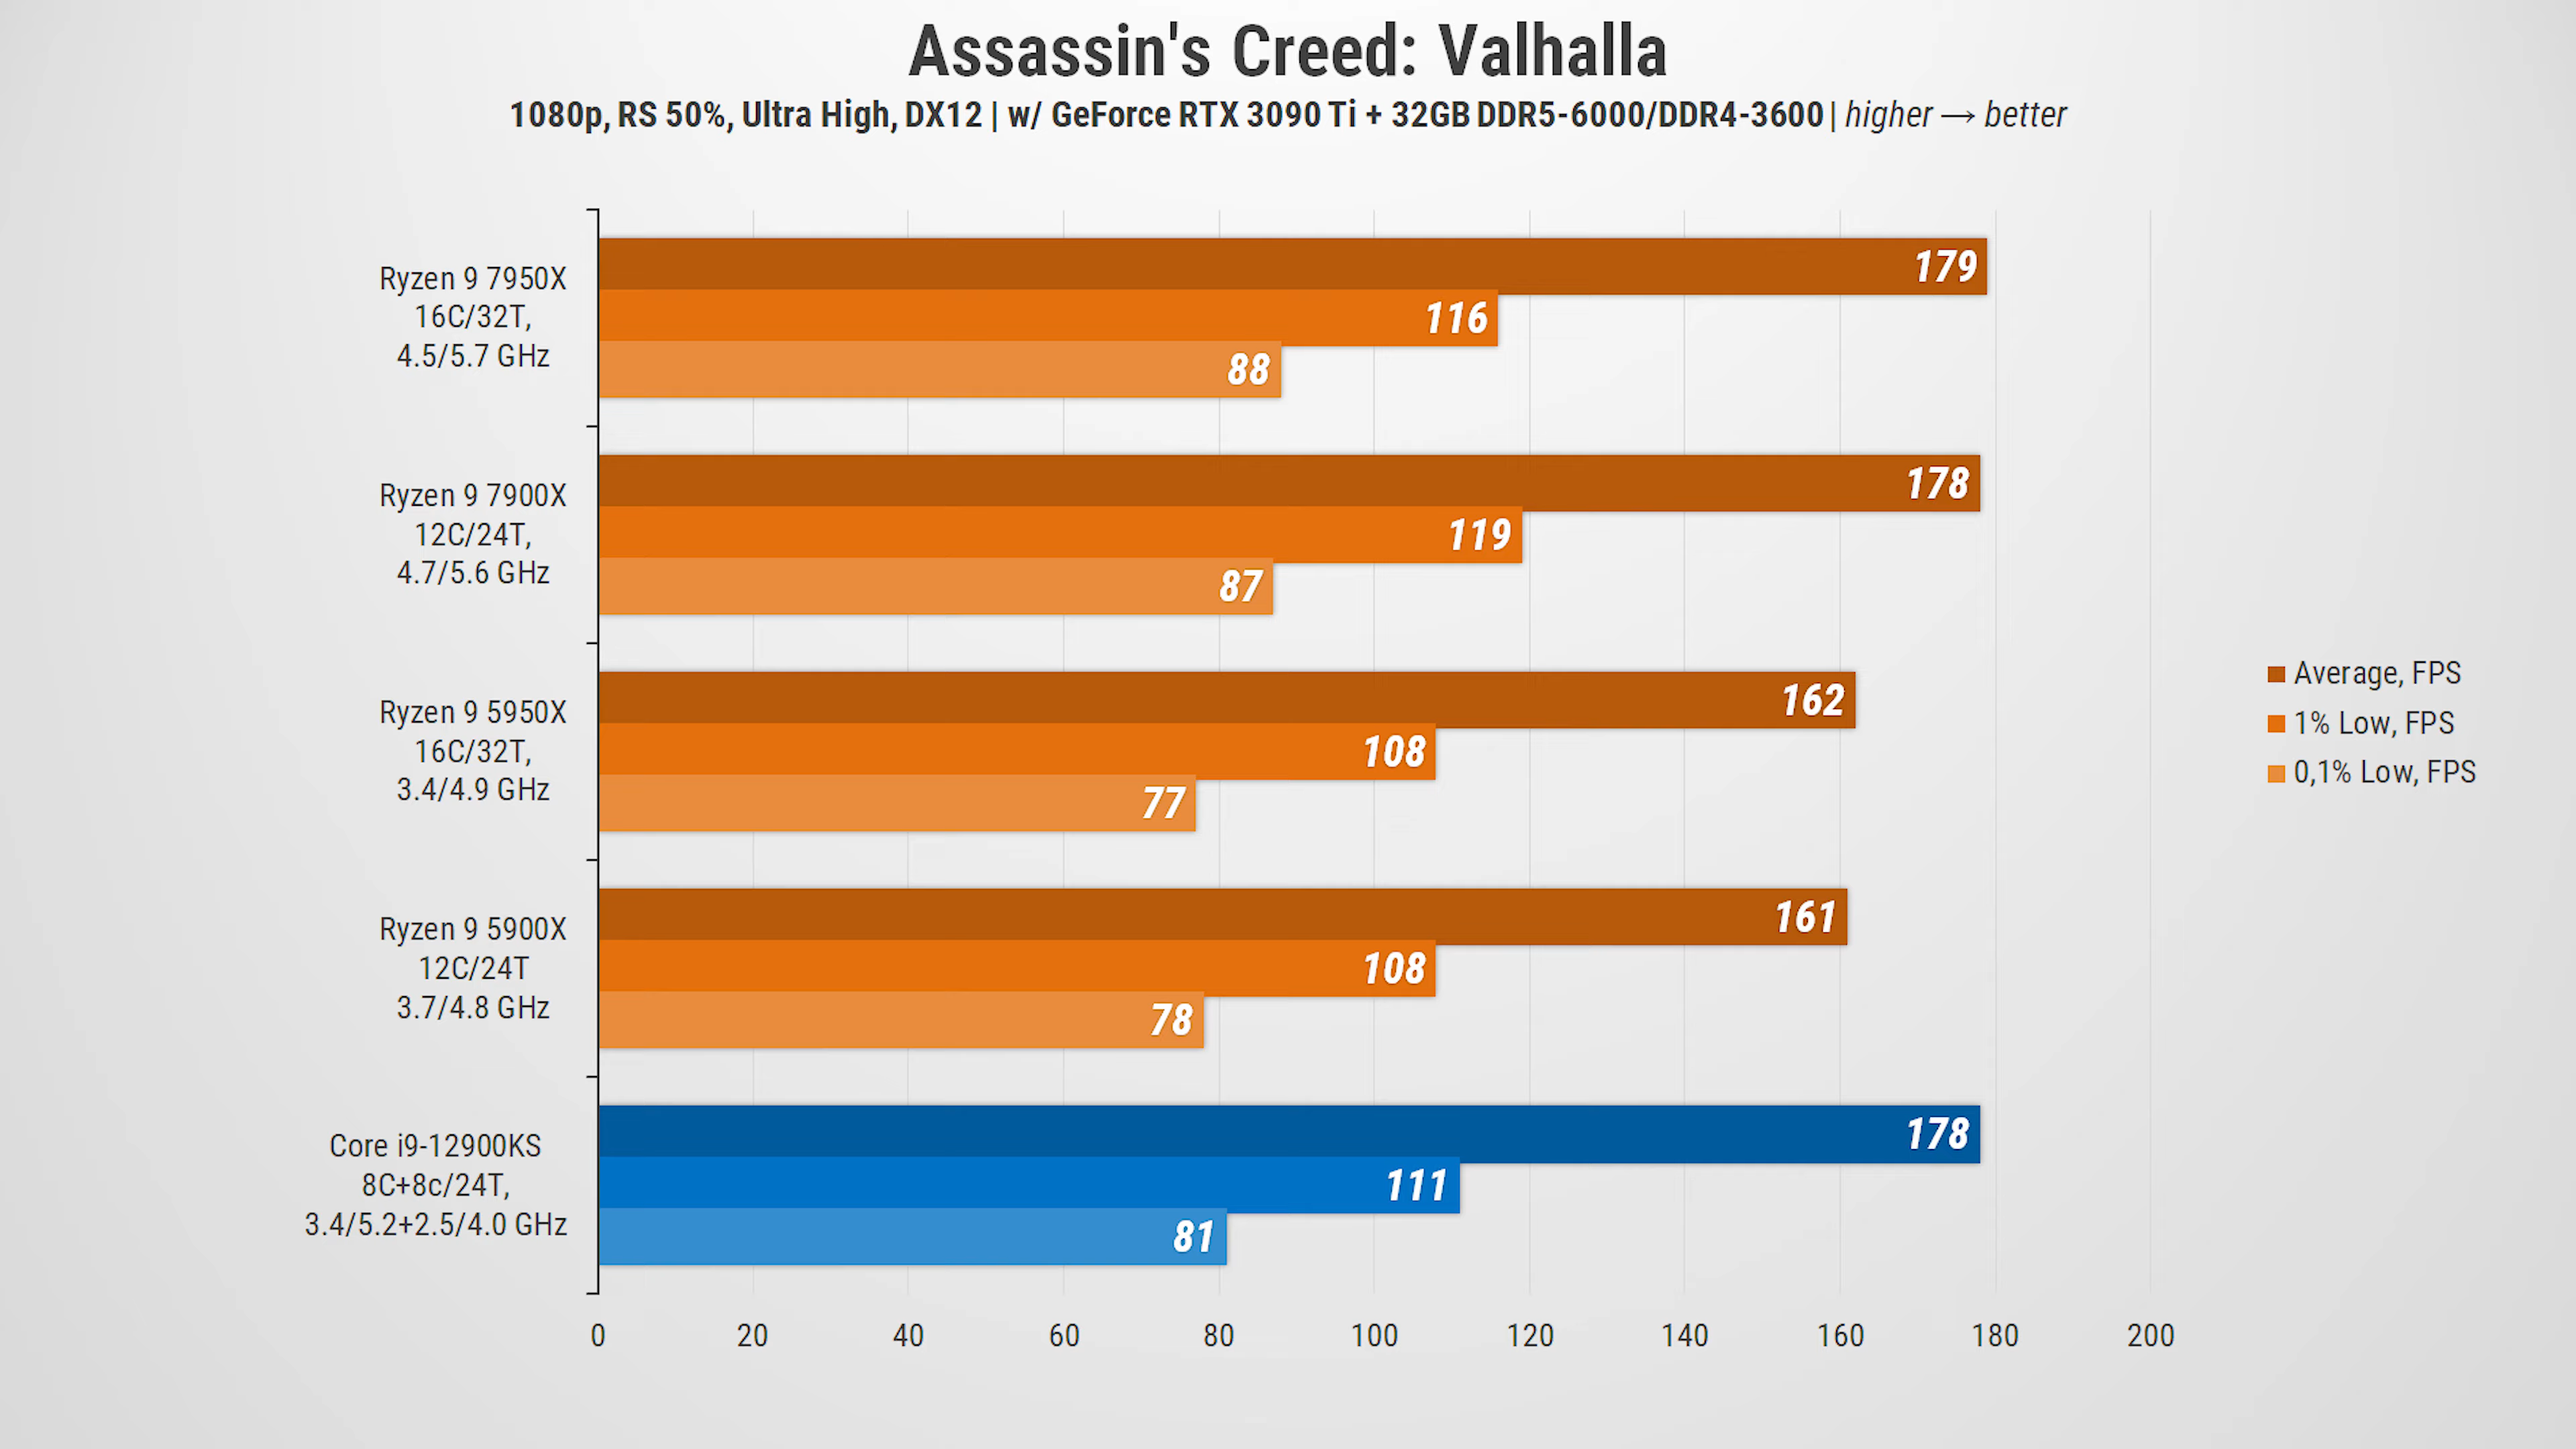 Assassin's Creed: Valhalla
1080p, RS 50%, Ultra High, DX12 | w/ GeForce RTX 3090 Ti + 32GB DDR5-6000/DDR4-3600 | higher → better
Ryzen 9 7950X
16C/32T,
4.5/5.7 GHz
179
116
88
Ryzen 9 7900X
12C/24T,
4.7/5.6 GHz
178
119
87
Ryzen 9 5950X
16C/32T,
3.4/4.9 GHz
162
108
77
Ryzen 9 5900X
12C/24T
3.7/4.8 GHz
161
108
78
Core i9-12900KS
8C+8c/24T,
3.4/5.2+2.5/4.0 GHz
178
111
81
0 20 40 60 80 100 120 140 160 180 200
Average, FPS
1% Low, FPS
0,1% Low, FPS